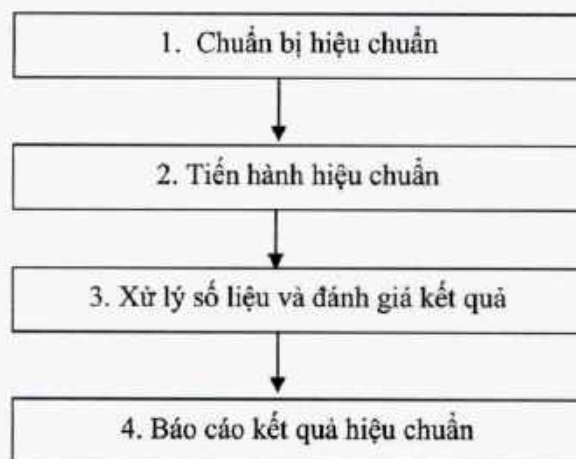 1. Chuẩn bị hiệu chuẩn
2. Tiến hành hiệu chuẩn
3. Xử lý số liệu và đánh giá kết quả
4. Báo cáo kết quả hiệu chuẩn